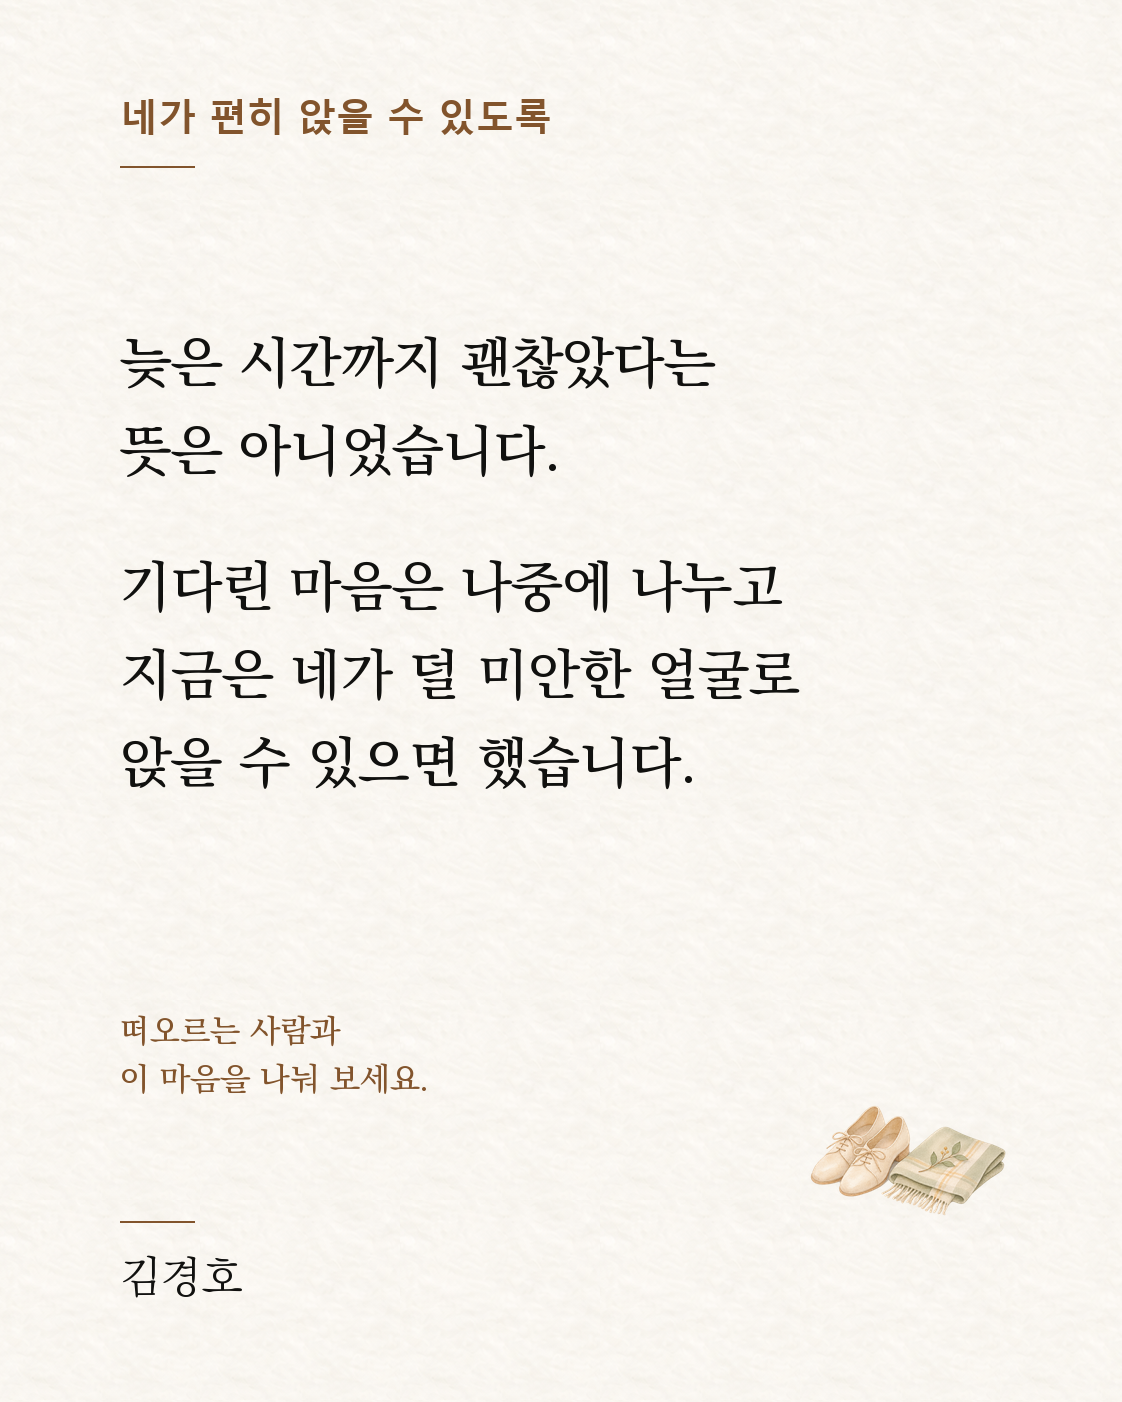 네가 편히 앉을 수 있도록
늦은 시간까지 괜찮았다는
뜻은 아니었습니다.
기다린 마음은 나중에 나누고
지금은 네가 덜 미안한 얼굴로
앉을 수 있으면 했습니다.
떠오르는 사람과
이 마음을 나눠 보세요.
김경호